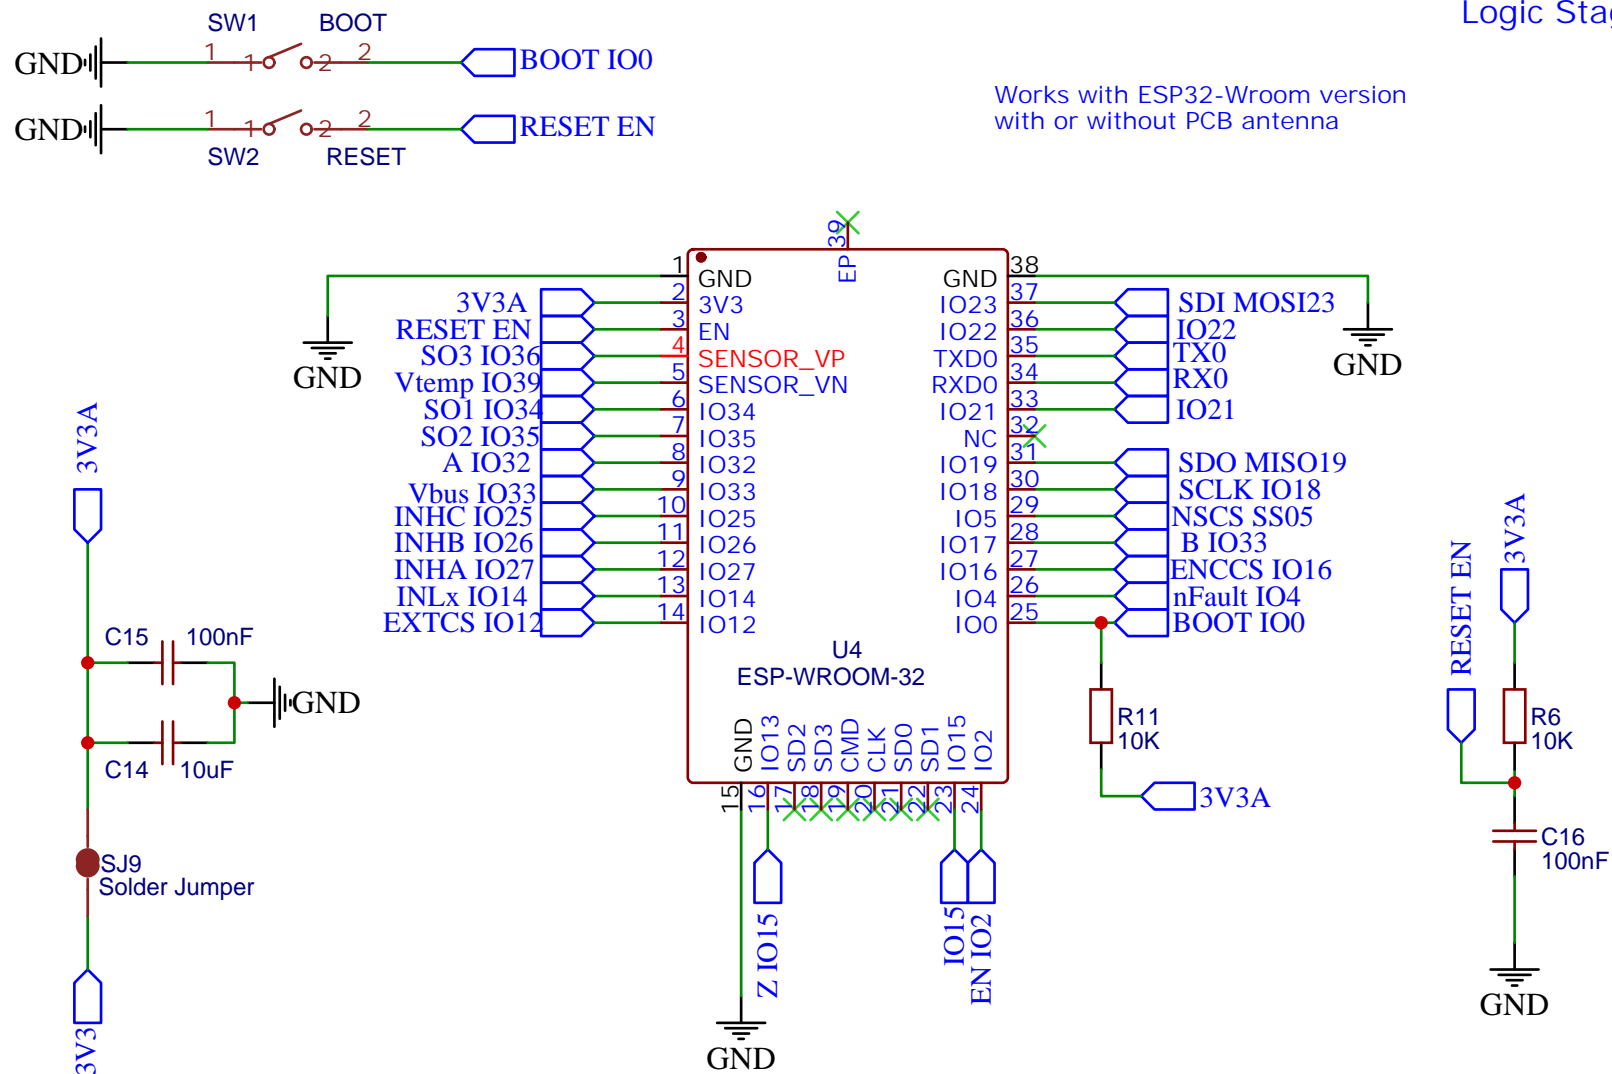 Logic Stag
SW1 BOOT
GND 1 1 2 2 BOOT IO0
GND 1 1 2 2 RESET EN
SW2 RESET
Works with ESP32-Wroom version
with or without PCB antenna
39
EP
1 GND GND 38
3V3A 2 3V3 IO23 37 SDI MOSI23
RESET EN 3 EN IO22 36 IO22
SO3 IO36 4 SENSOR_VP TXD0 35 TX0
Vtemp IO39 5 SENSOR_VN RXD0 34 RX0
SO1 IO34 6 IO34 IO21 33 IO21
SO2 IO35 7 IO35 NC 32
A IO32 8 IO32 IO19 31 SDO MISO19
Vbus IO33 9 IO33 IO18 30 SCLK IO18
INHC IO25 10 IO25 IO5 29 NSCS SS05
INHB IO26 11 IO26 IO17 28 B IO33
INHA IO27 12 IO27 IO16 27 ENCCS IO16
INLx IO14 13 IO14 IO4 26 nFault IO4
EXTCS IO12 14 IO12 IO0 25 BOOT IO0
GND
GND
U4
ESP-WROOM-32
GND IO13 SD2 SD3 CMD CLK SD0 SD1 IO15 IO2
15 16 17 18 19 20 21 22 23 24
Z IO15
IO15
EN IO2
GND
3V3A
C15 100nF
GND
C14 10uF
SJ9
Solder Jumper
3V3
R11
10K
3V3A
RESET EN
3V3A
R6
10K
C16
100nF
GND